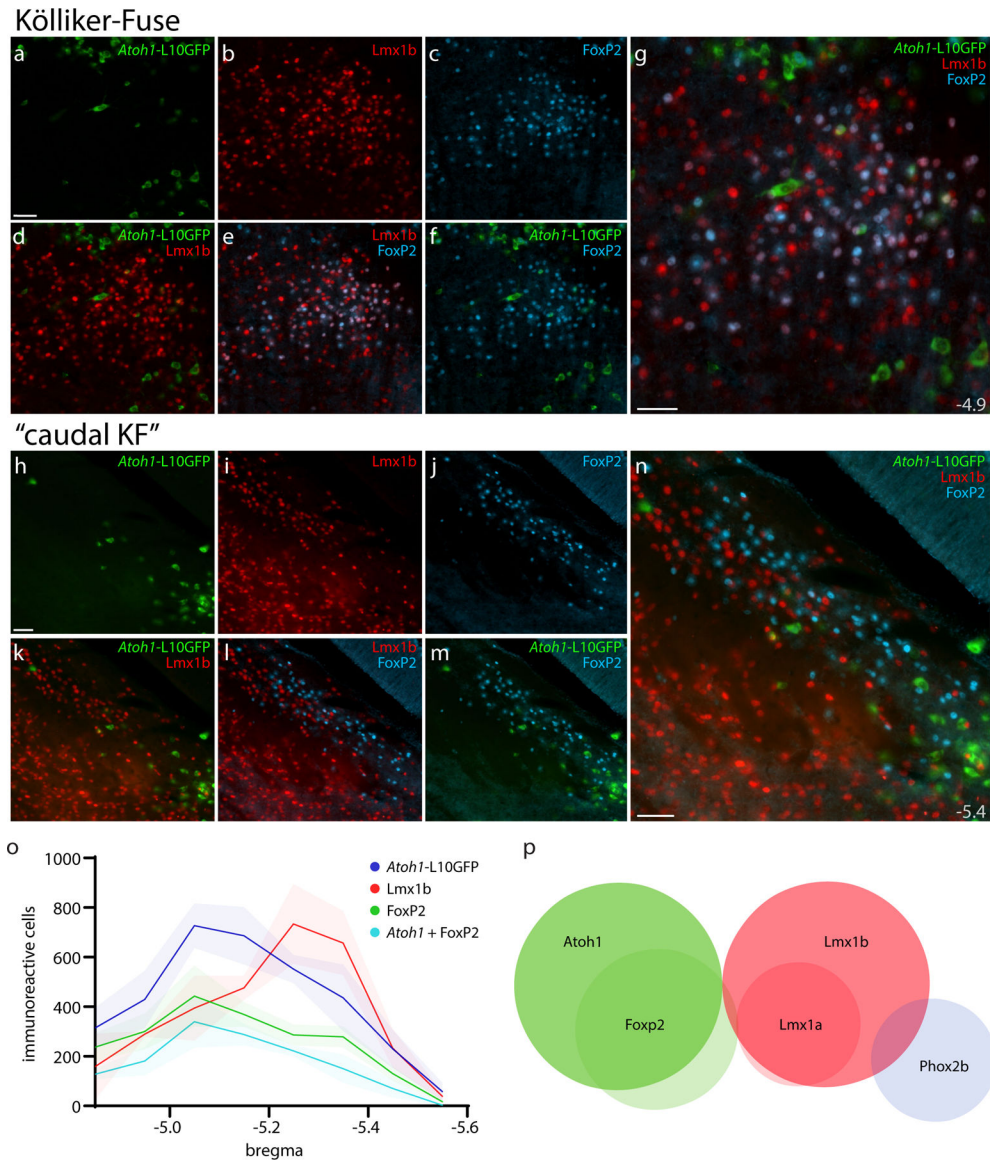 Kölliker-Fuse
a Atoh1-L10GFP
b Lmx1b
c FoxP2
g Atoh1-L10GFP
Lmx1b
FoxP2
d Atoh1-L10GFP
Lmx1b
e Lmx1b
FoxP2
f Atoh1-L10GFP
FoxP2
-4.9
"caudal KF"
h Atoh1-L10GFP
i Lmx1b
j FoxP2
n Atoh1-L10GFP
Lmx1b
FoxP2
k Atoh1-L10GFP
Lmx1b
l Lmx1b
FoxP2
m Atoh1-L10GFP
FoxP2
-5.4
o
1000
800
600
400
200
0
immunoreactive cells
Atoh1-L10GFP
Lmx1b
FoxP2
Atoh1 + FoxP2
-5.0 -5.2 -5.4 -5.6
bregma
p
Atoh1
Lmx1b
Foxp2
Lmx1a
Phox2b